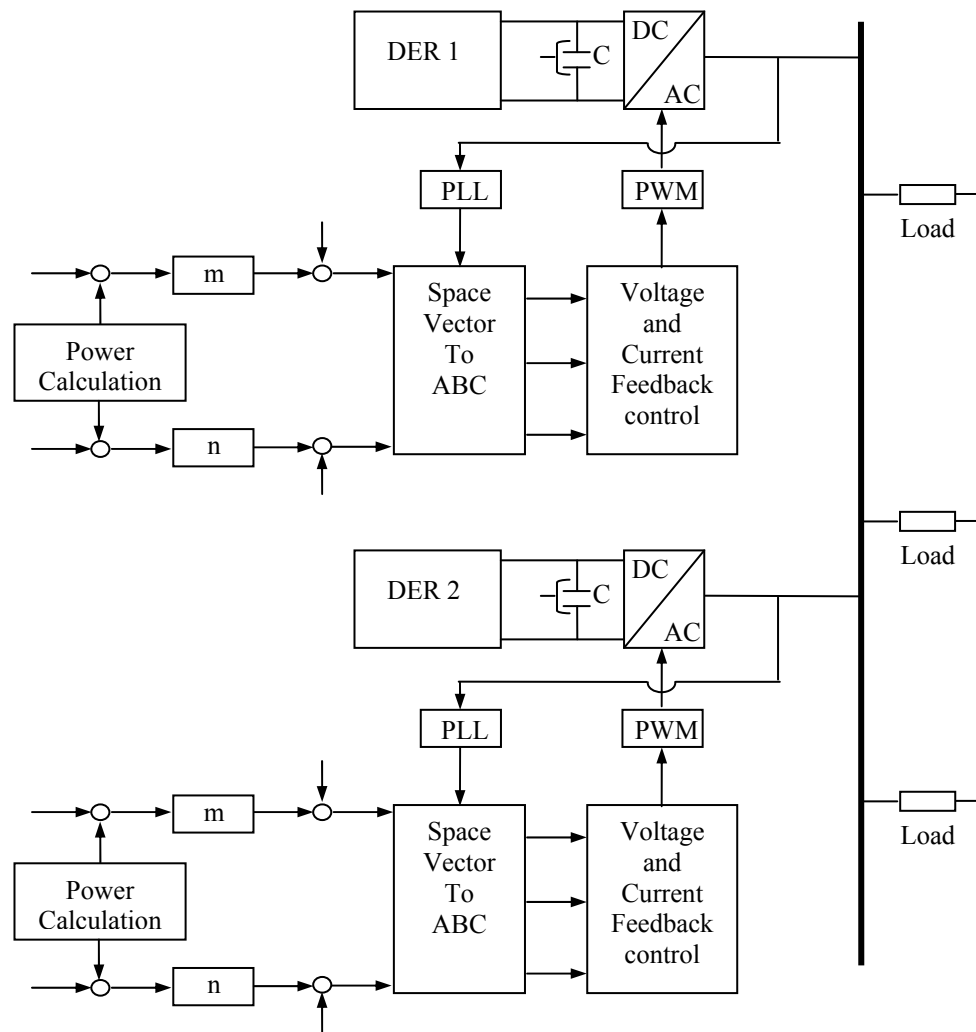 DER 1
C
DC
AC
PLL
PWM
Load
m
Space
Vector
To
ABC
Voltage
and
Current
Feedback
control
Power
Calculation
n
Load
DER 2
C
DC
AC
PLL
PWM
m
Space
Vector
To
ABC
Voltage
and
Current
Feedback
control
Load
Power
Calculation
n